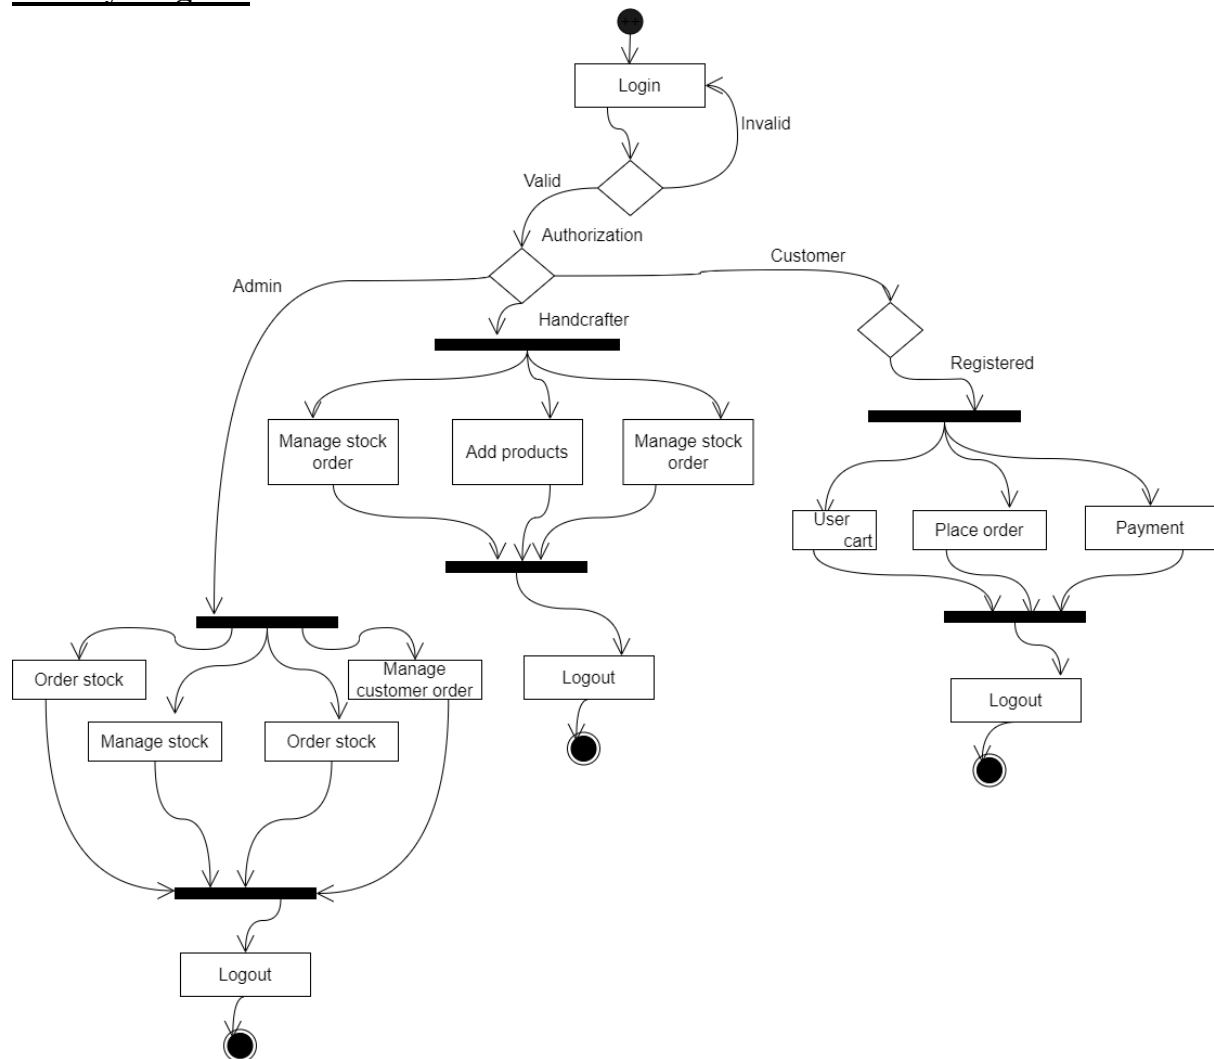 Login
Invalid
Valid
Authorization
Customer
Admin
Handcrafter
Registered
Manage stock
order
Add products
Manage stock
order
User
cart
Place order
Payment
Order stock
Manage
customer order
Logout
Logout
Manage stock
Order stock
Logout